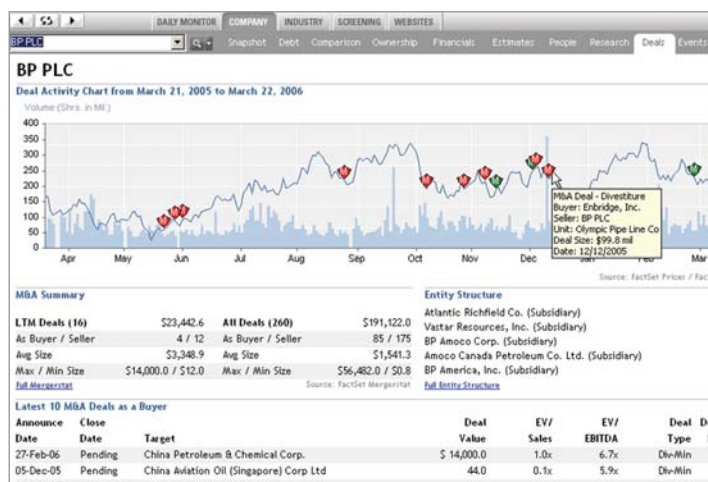 DAILY MONITOR COMPANY INDUSTRY SCREENING WEBSITES
BP PLC Snapshot Debt Comparison Ownership Financials Estimates People Research Deals Events
BP PLC
Deal Activity Chart from March 21, 2005 to March 22, 2006
Volume (Shrs. in Mil.)
400
350
300
250
200
150
100
50
0
M&A Deal - Divestiture
Buyer: Enbridge, Inc.
Seller: BP PLC
Unit: Olympic Pipe Line Co
Deal Size: $99.8 mil
Date: 12/12/2005
Apr May Jun Jul Aug Sep Oct Nov Dec Jan Feb Mar
Source: FactSet Prices / Fact
M&A Summary
LTM Deals (16) $23,442.6 All Deals (260) $191,122.0
As Buyer / Seller 4 / 12 As Buyer / Seller 85 / 175
Avg Size $3,348.9 Avg Size $1,541.3
Max / Min Size $14,000.0 / $12.0 Max / Min Size $56,482.0 / $0.8
Full Mergerstat Source: FactSet Mergerstat
Entity Structure
Atlantic Richfield Co. (Subsidiary)
Vastar Resources, Inc. (Subsidiary)
BP Amoco Corp. (Subsidiary)
Amoco Canada Petroleum Co. Ltd. (Subsidiary)
BP America, Inc. (Subsidiary)
Full Entity Structure
Latest 10 M&A Deals as a Buyer
Announce Close Deal EV/ EV/ Deal
Date Date Target Value Sales EBITDA Type
27-Feb-06 Pending China Petroleum & Chemical Corp. $ 14,000.0 1.0x 6.7x Div-Min
05-Dec-05 Pending China Aviation Oil (Singapore) Corp Ltd 44.0 0.1x 5.9x Div-Min